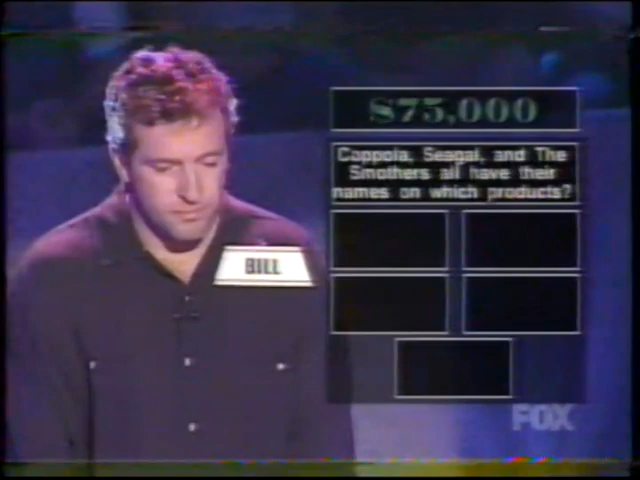 $75,000
Coppola, Seagal, and The
Smothers all have their
names on which products?
BILL
FOX